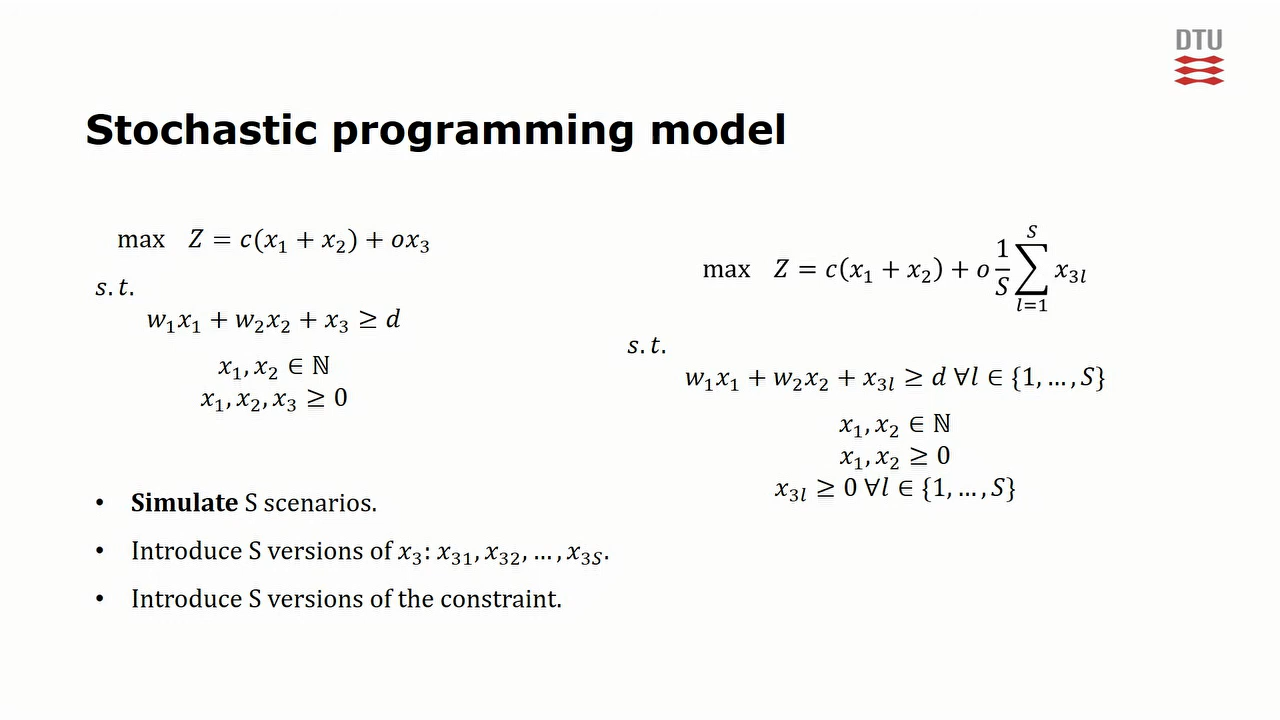 DTU
Stochastic programming model
max Z = c(x₁ + x₂) + ox₃
s.t.
w₁x₁ + w₂x₂ + x₃ ≥ d
x₁, x₂ ∈ ℕ
x₁, x₂, x₃ ≥ 0
• Simulate S scenarios.
• Introduce S versions of x₃: x₃₁, x₃₂, … , x₃S.
• Introduce S versions of the constraint.
max Z = c(x₁ + x₂) + o 1/S ∑_{l=1}^{S} x₃l
s.t.
w₁x₁ + w₂x₂ + x₃l ≥ d ∀l ∈ {1, … , S}
x₁, x₂ ∈ ℕ
x₁, x₂ ≥ 0
x₃l ≥ 0 ∀l ∈ {1, … , S}